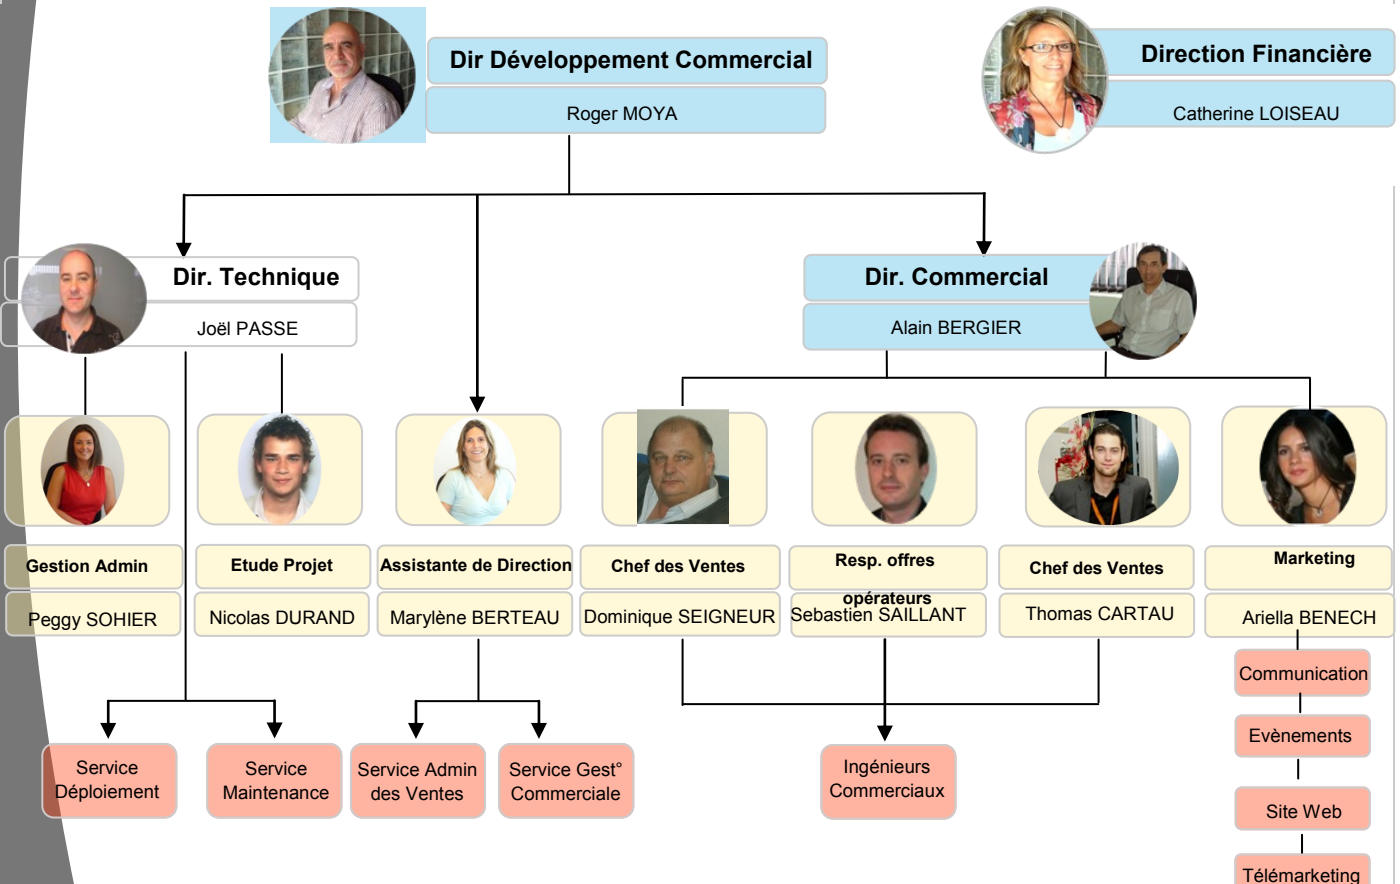 Dir Développement Commercial
Roger MOYA
Direction Financière
Catherine LOISEAU
Dir. Technique
Joël PASSE
Dir. Commercial
Alain BERGIER
Gestion Admin
Peggy SOHIER
Etude Projet
Nicolas DURAND
Assistante de Direction
Marylène BERTEAU
Chef des Ventes
Dominique SEIGNEUR
Resp. offres
opérateurs
Sebastien SAILLANT
Chef des Ventes
Thomas CARTAU
Marketing
Ariella BENECH
Communication
Evènements
Site Web
Télémarketing
Service
Déploiement
Service
Maintenance
Service Admin
des Ventes
Service Gest°
Commerciale
Ingénieurs
Commerciaux